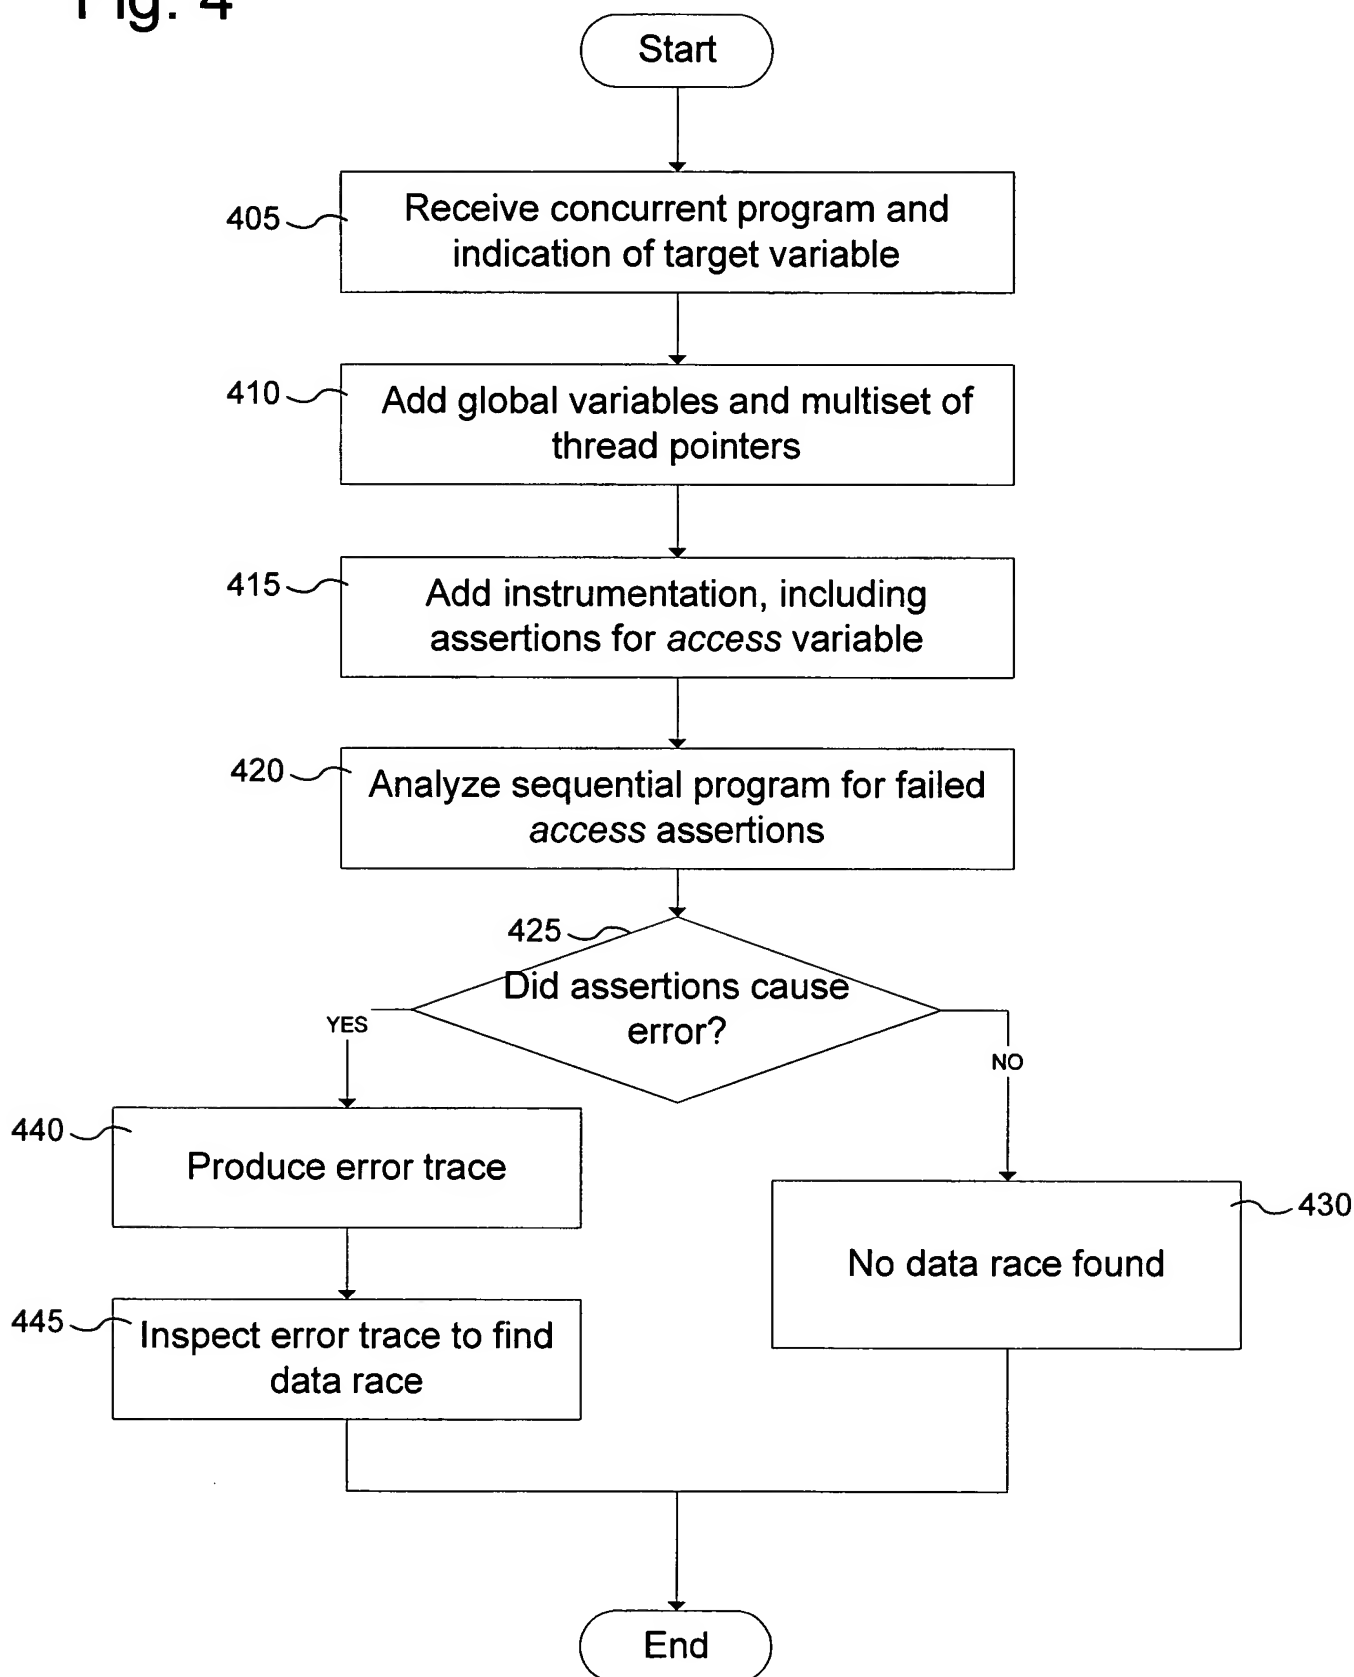 Fig. 4
Start
405
Receive concurrent program and
indication of target variable
410
Add global variables and multiset of
thread pointers
415
Add instrumentation, including
assertions for access variable
420
Analyze sequential program for failed
access assertions
425
Did assertions cause
error?
YES
NO
440
Produce error trace
430
No data race found
445
Inspect error trace to find
data race
End